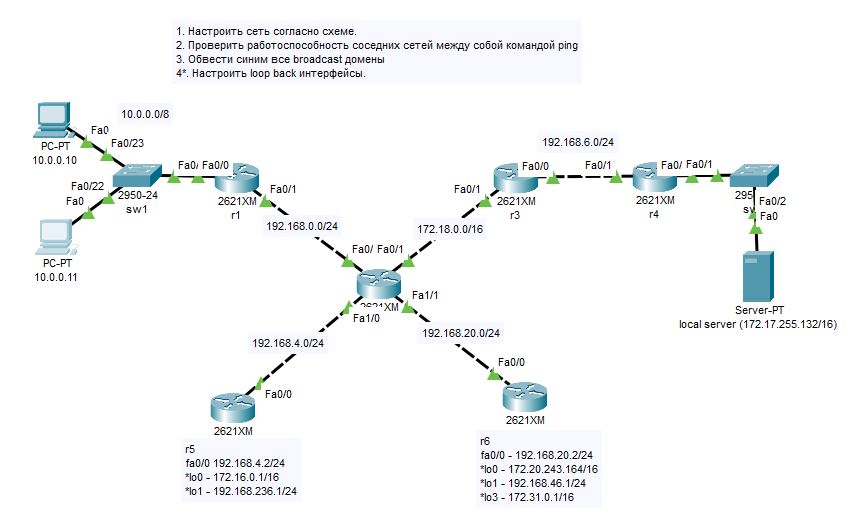 1. Настроить сеть согласно схеме.
2. Проверить работоспособность соседних сетей между собой командой ping
3. Обвести синим все broadcast домены
4*. Настроить loop back интерфейсы.
10.0.0.0/8
Fa0
PC-PT
10.0.0.10
Fa0/23
Fa0/22
Fa0
PC-PT
10.0.0.11
2950-24
sw1
Fa0/
Fa0/0
2621XM
r1
Fa0/1
192.168.0.0/24
192.168.6.0/24
Fa0/1
Fa0/0
2621XM
r3
172.18.0.0/16
Fa0/1
2621XM
r4
Fa0/
Fa0/1
295
Fa0/2
Fa0
Server-PT
local server (172.17.255.132/16)
Fa0/
Fa0/1
2621XM
Fa1/0
Fa1/1
192.168.4.0/24
192.168.20.0/24
Fa0/0
2621XM
r5
fa0/0 192.168.4.2/24
*lo0 - 172.16.0.1/16
*lo1 - 192.168.236.1/24
Fa0/0
2621XM
r6
fa0/0 - 192.168.20.2/24
*lo0 - 172.20.243.164/16
*lo1 - 192.168.46.1/24
*lo3 - 172.31.0.1/16